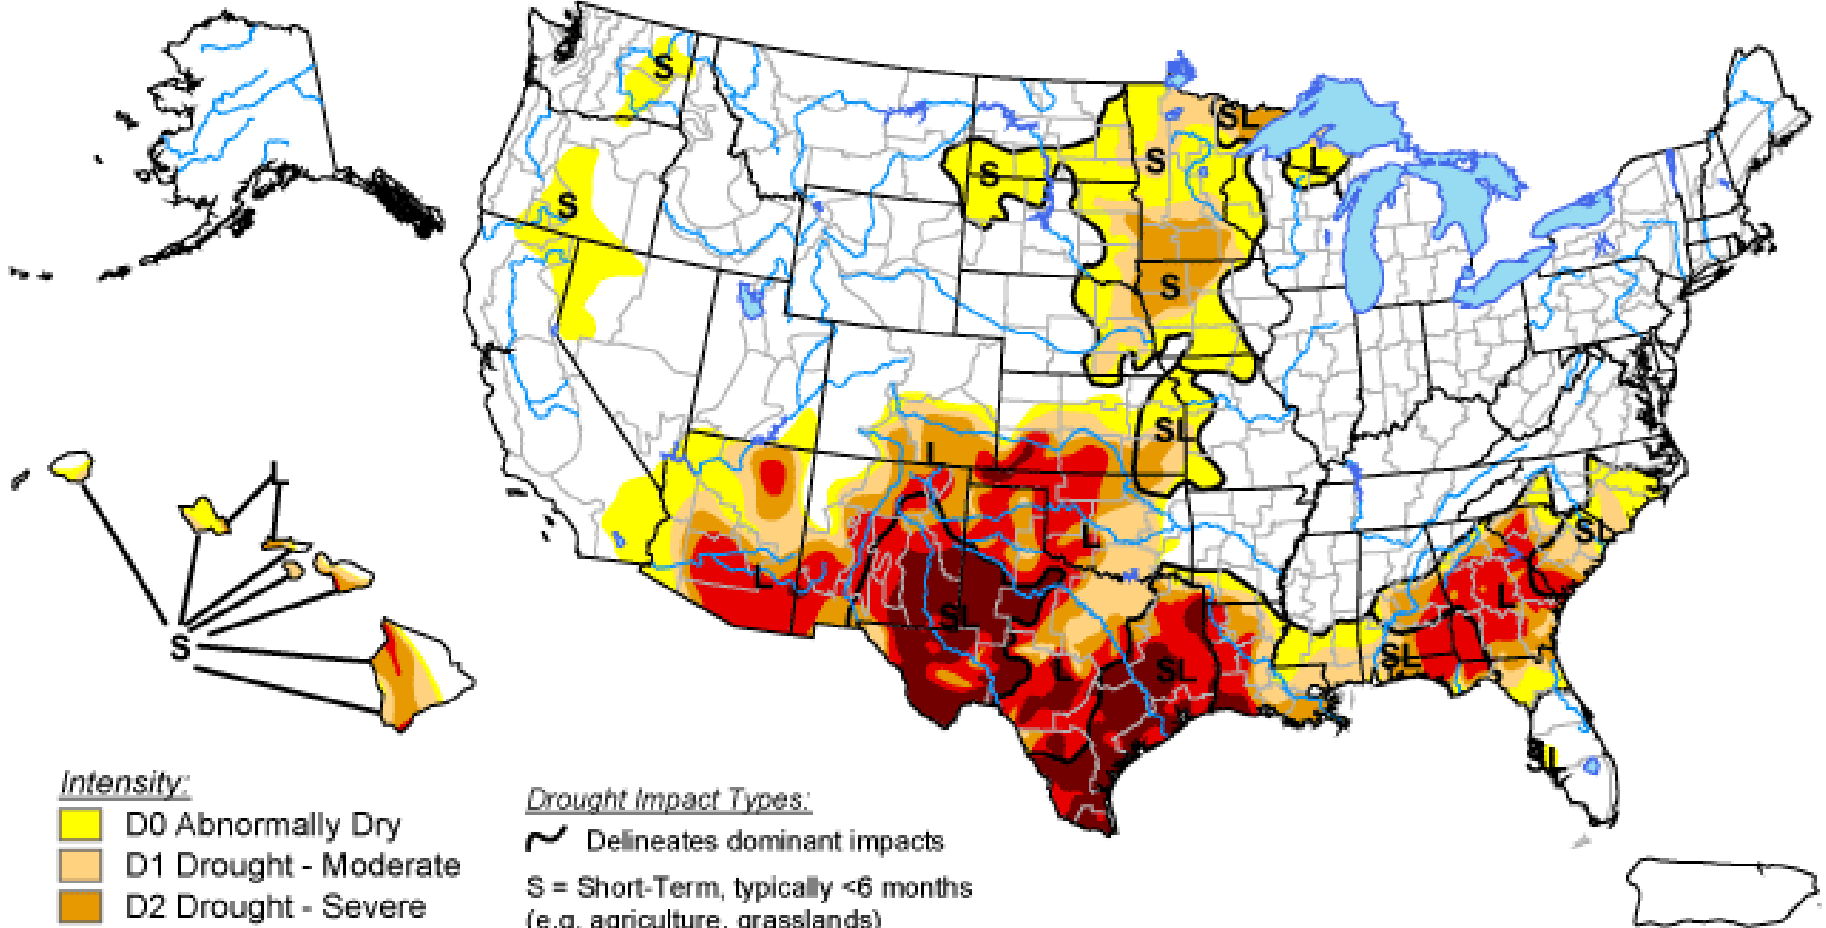 S
SL
S
S
L
S
S
S
SL
L
L
SL
L
L
L
SL
SL
L
SL
S
SL
Intensity:
D0 Abnormally Dry
D1 Drought - Moderate
D2 Drought - Severe
Drought Impact Types:
Delineates dominant impacts
S = Short-Term, typically <6 months
(e.g. agriculture, grasslands)